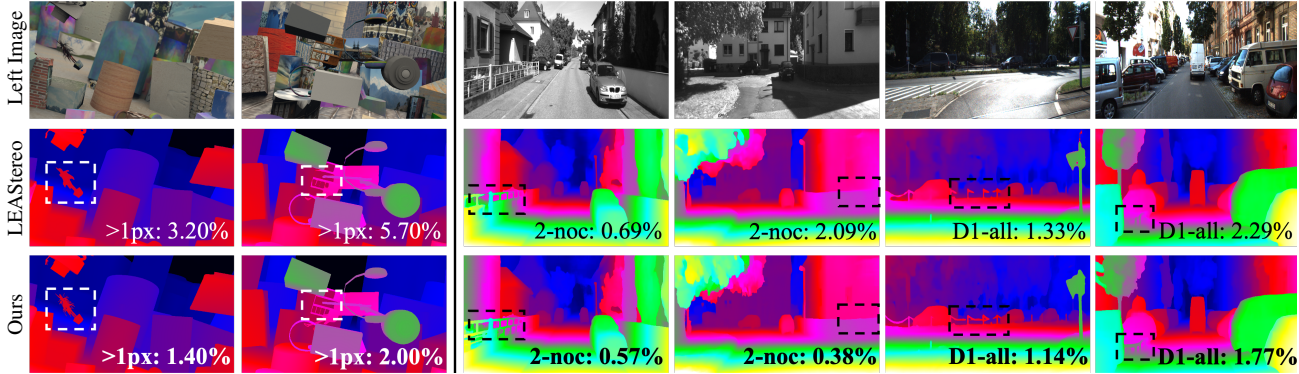 Left Image
LEAStereo
>1px: 3.20%
>1px: 5.70%
2-noc: 0.69%
2-noc: 2.09%
D1-all: 1.33%
D1-all: 2.29%
Ours
>1px: 1.40%
>1px: 2.00%
2-noc: 0.57%
2-noc: 0.38%
D1-all: 1.14%
D1-all: 1.77%